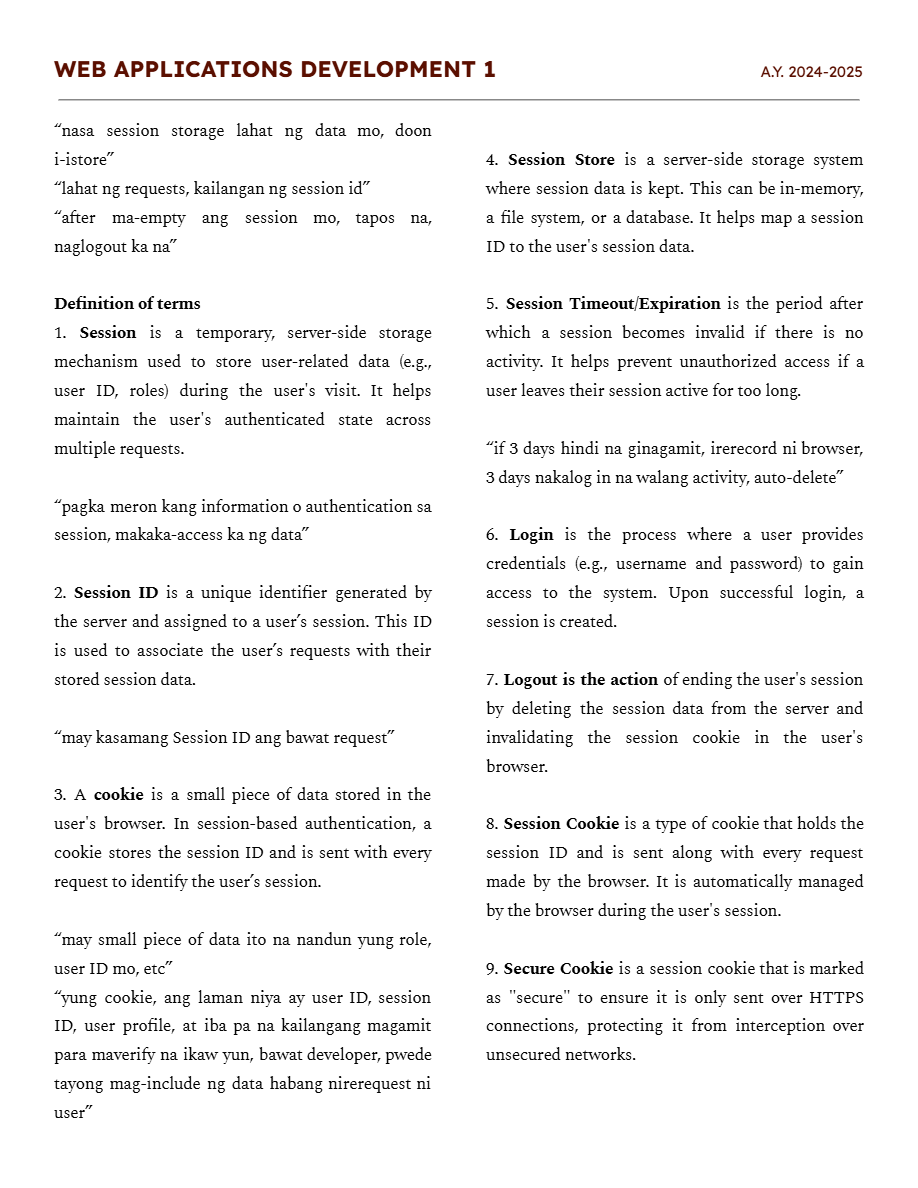 WEB APPLICATIONS DEVELOPMENT 1
A.Y. 2024-2025
“nasa session storage lahat ng data mo, doon
i-istore”
“lahat ng requests, kailangan ng session id”
“after ma-empty ang session mo, tapos na,
naglogout ka na”
Definition of terms
1. Session is a temporary, server-side storage
mechanism used to store user-related data (e.g.,
user ID, roles) during the user's visit. It helps
maintain the user's authenticated state across
multiple requests.
“pagka meron kang information o authentication sa
session, makaka-access ka ng data”
2. Session ID is a unique identifier generated by
the server and assigned to a user’s session. This ID
is used to associate the user’s requests with their
stored session data.
“may kasamang Session ID ang bawat request”
3. A cookie is a small piece of data stored in the
user's browser. In session-based authentication, a
cookie stores the session ID and is sent with every
request to identify the user’s session.
“may small piece of data ito na nandun yung role,
user ID mo, etc”
“yung cookie, ang laman niya ay user ID, session
ID, user profile, at iba pa na kailangang magamit
para maverify na ikaw yun, bawat developer, pwede
tayong mag-include ng data habang nirerequest ni
user”
4. Session Store is a server-side storage system
where session data is kept. This can be in-memory,
a file system, or a database. It helps map a session
ID to the user's session data.
5. Session Timeout/Expiration is the period after
which a session becomes invalid if there is no
activity. It helps prevent unauthorized access if a
user leaves their session active for too long.
“if 3 days hindi na ginagamit, irerecord ni browser,
3 days nakalog in na walang activity, auto-delete”
6. Login is the process where a user provides
credentials (e.g., username and password) to gain
access to the system. Upon successful login, a
session is created.
7. Logout is the action of ending the user's session
by deleting the session data from the server and
invalidating the session cookie in the user's
browser.
8. Session Cookie is a type of cookie that holds the
session ID and is sent along with every request
made by the browser. It is automatically managed
by the browser during the user's session.
9. Secure Cookie is a session cookie that is marked
as "secure" to ensure it is only sent over HTTPS
connections, protecting it from interception over
unsecured networks.